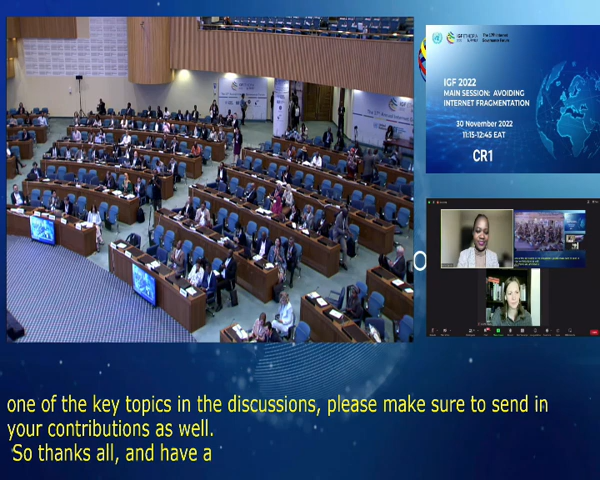 IGF 2022
MAIN SESSION: AVOIDING
INTERNET FRAGMENTATION
30 November 2022
11:15-12:45 EAT
CR1
one of the key topics in the discussions, please make sure to send in
your contributions as well.
So thanks all, and have a